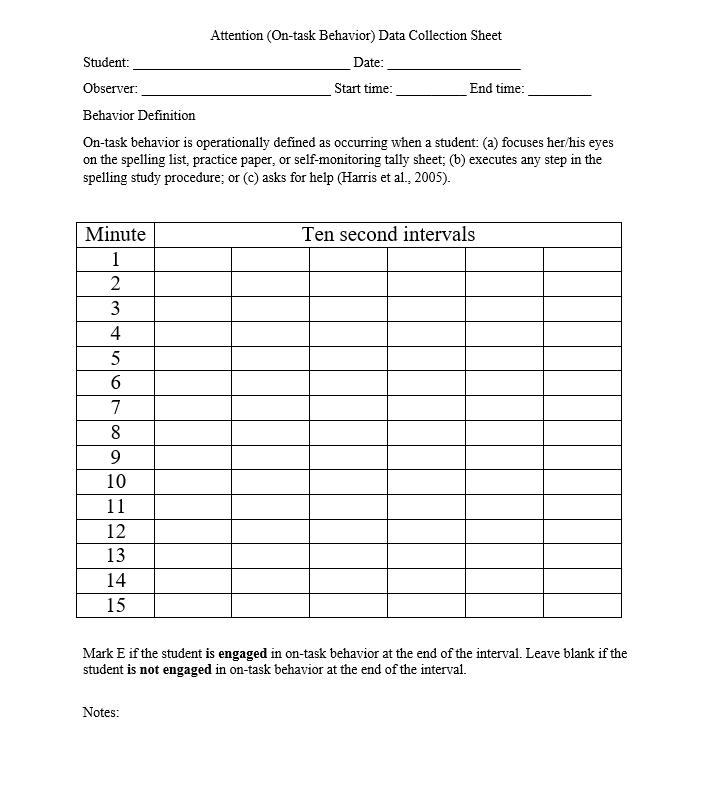 Attention (On-task Behavior) Data Collection Sheet
Student: ________________________________ Date: ____________________
Observer: ____________________________ Start time: __________ End time: _________
Behavior Definition
On-task behavior is operationally defined as occurring when a student: (a) focuses her/his eyes
on the spelling list, practice paper, or self-monitoring tally sheet; (b) executes any step in the
spelling study procedure; or (c) asks for help (Harris et al., 2005).
Minute Ten second intervals
1
2
3
4
5
6
7
8
9
10
11
12
13
14
15
Mark E if the student is engaged in on-task behavior at the end of the interval. Leave blank if the
student is not engaged in on-task behavior at the end of the interval.
Notes: